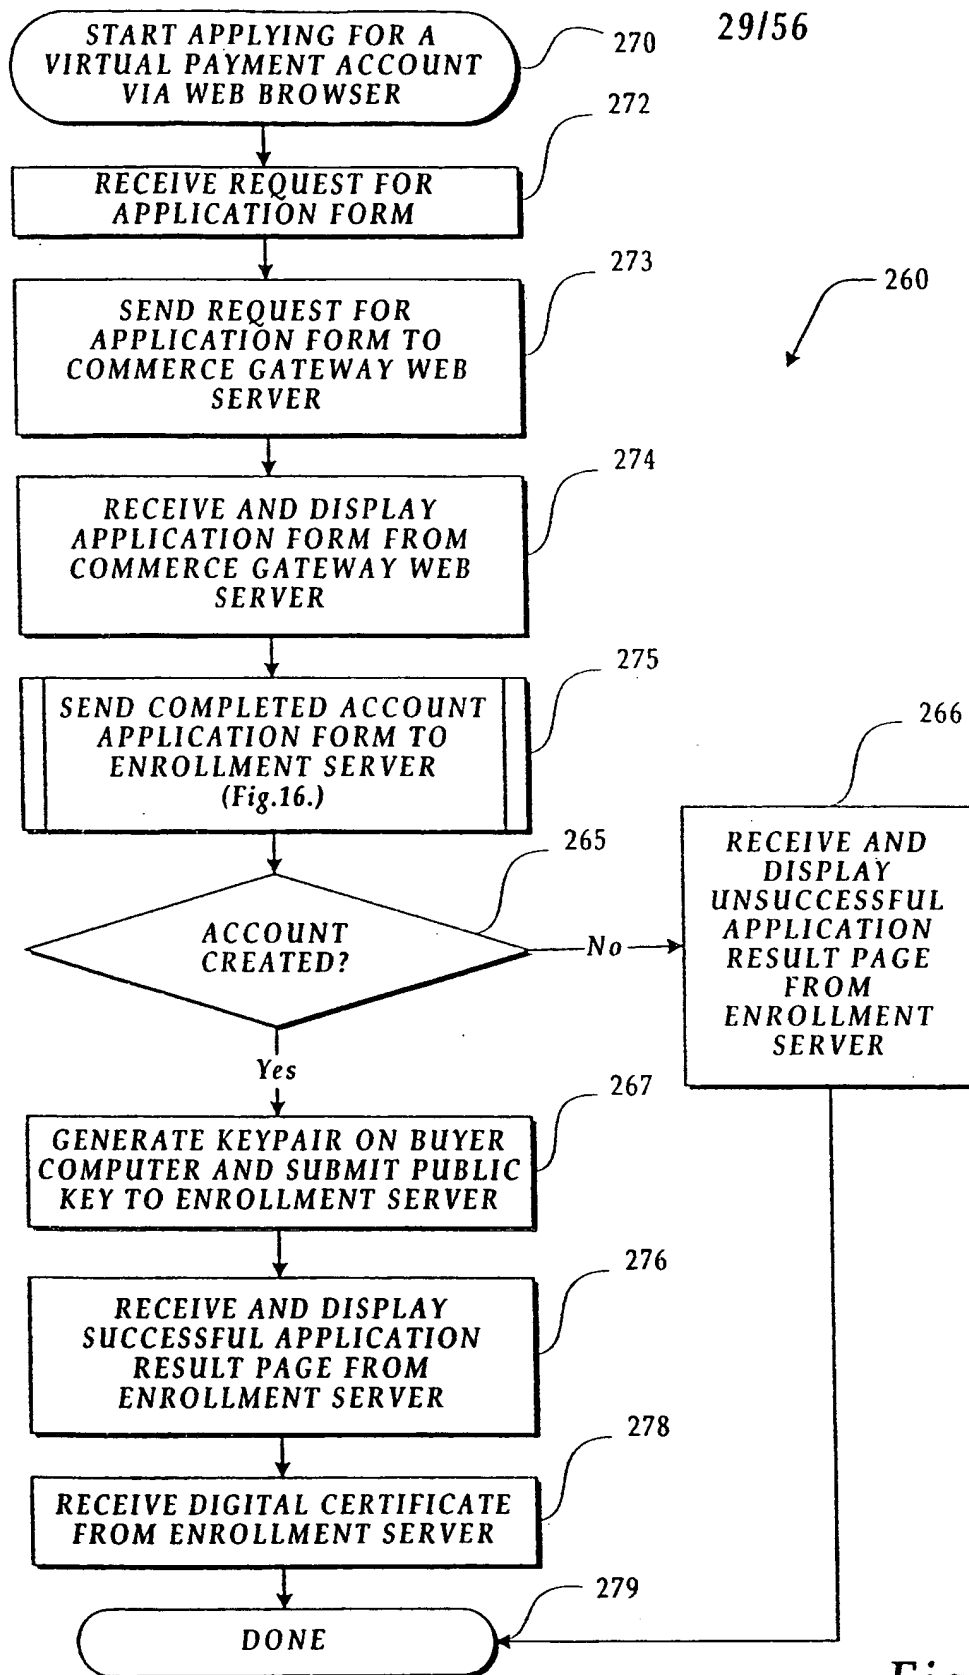 29/56
START APPLYING FOR A
VIRTUAL PAYMENT ACCOUNT
VIA WEB BROWSER
270
272
RECEIVE REQUEST FOR
APPLICATION FORM
273
260
SEND REQUEST FOR
APPLICATION FORM TO
COMMERCE GATEWAY WEB
SERVER
274
RECEIVE AND DISPLAY
APPLICATION FORM FROM
COMMERCE GATEWAY WEB
SERVER
275
SEND COMPLETED ACCOUNT
APPLICATION FORM TO
ENROLLMENT SERVER
(Fig.16.)
265
ACCOUNT
CREATED?
No
266
RECEIVE AND
DISPLAY
UNSUCCESSFUL
APPLICATION
RESULT PAGE
FROM
ENROLLMENT
SERVER
Yes
267
GENERATE KEYPAIR ON BUYER
COMPUTER AND SUBMIT PUBLIC
KEY TO ENROLLMENT SERVER
276
RECEIVE AND DISPLAY
SUCCESSFUL APPLICATION
RESULT PAGE FROM
ENROLLMENT SERVER
278
RECEIVE DIGITAL CERTIFICATE
FROM ENROLLMENT SERVER
279
DONE